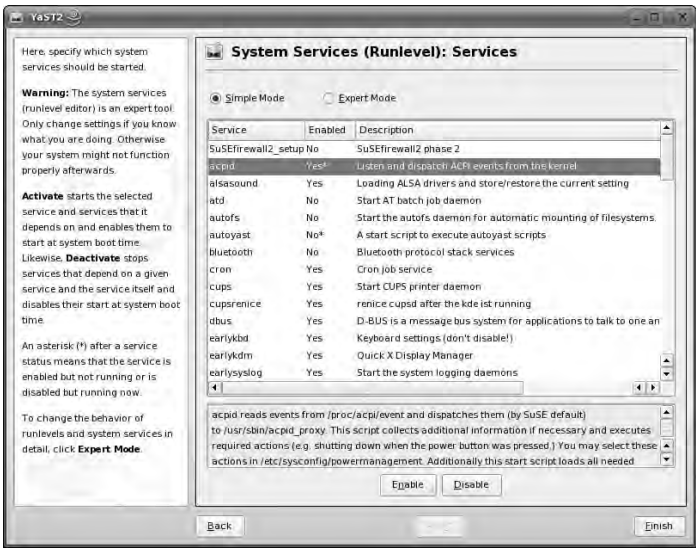 YaST2
Here, specify which system
services should be started.
Warning: The system services
(runlevel editor) is an expert tool.
Only change settings if you know
what you are doing. Otherwise
your system might not function
properly afterwards.
Activate starts the selected
service and services that it
depends on and enables them to
start at system boot time.
Likewise, Deactivate stops
services that depend on a given
service and the service itself and
disables their start at system boot
time.
An asterisk (*) after a service
status means that the service is
enabled but not running or is
disabled but running now.
To change the behavior of
runlevels and system services in
detail, click Expert Mode.
System Services (Runlevel): Services
Simple Mode Expert Mode
Service Enabled Description
SuSEfirewall2_setup No SuSEfirewall2 phase 2
acpid Yes* Listen and dispatch ACPI events from the kernel
alsasound Yes Loading ALSA drivers and store/restore the current setting
atd No Start AT batch job daemon
autofs No Start the autofs daemon for automatic mounting of filesystems.
autoyast No* A start script to execute autoyast scripts
bluetooth No Bluetooth protocol stack services
cron Yes Cron job service
cups Yes Start CUPS printer daemon
cupsrenice Yes renice cupsd after the kde ist running
dbus Yes D-BUS is a message bus system for applications to talk to one an
earlykbd Yes Keyboard settings (don't disable!)
earlykdm Yes Quick X Display Manager
earlysyslog Yes Start the system logging daemons
acpid reads events from /proc/acpi/event and dispatches them (by SuSE default)
to /usr/sbin/acpid_proxy. This script collects additional information if necessary and executes
required actions (e.g. shutting down when the power button was pressed.) You may select these
actions in /etc/sysconfig/powermanagement. Additionally this start script loads all needed
Enable Disable
Back Finish